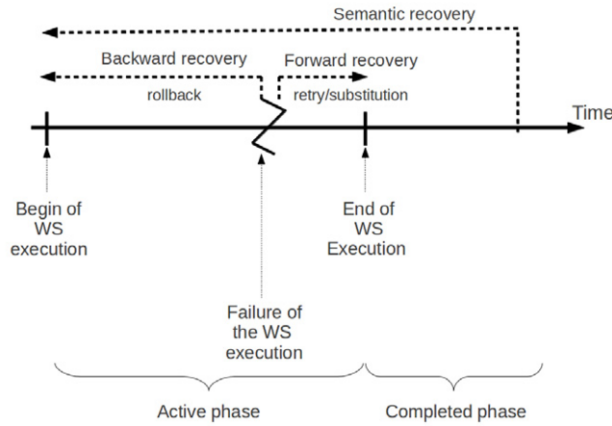 Semantic recovery
Backward recovery
Forward recovery
rollback
retry/substitution
Time
Begin of
WS
execution
End of
WS
Execution
Failure of
the WS
execution
Active phase
Completed phase